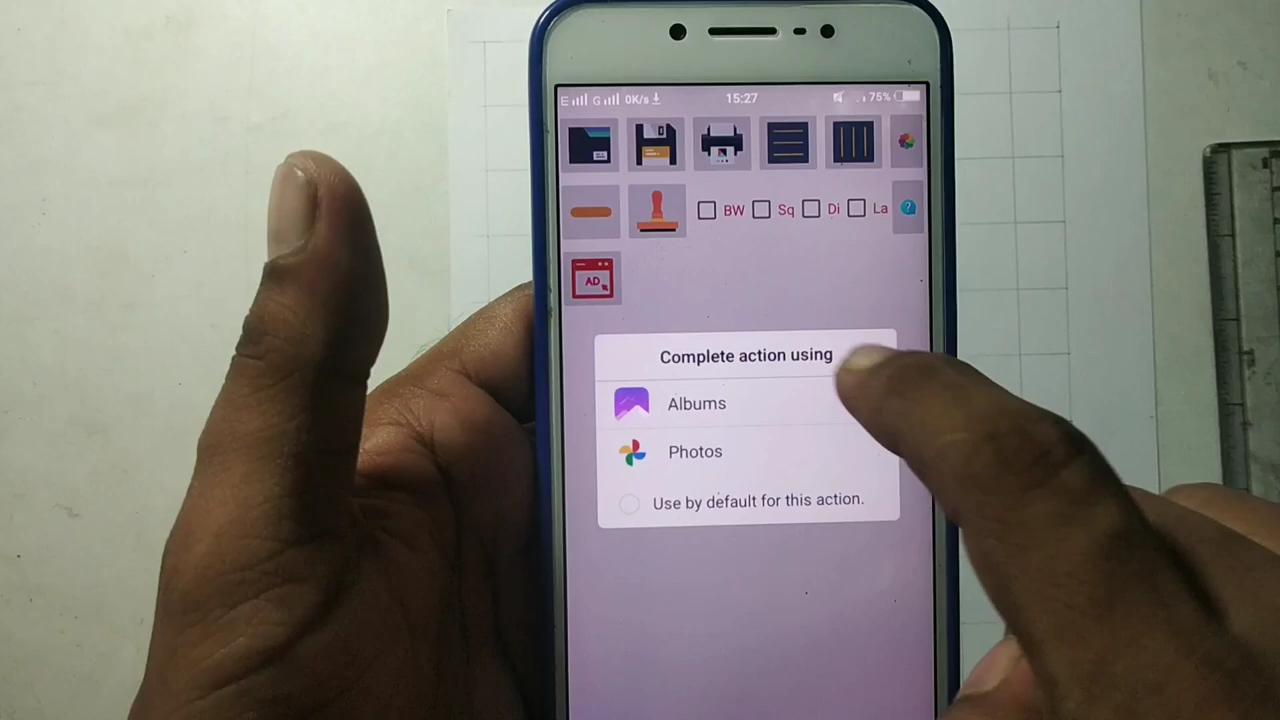 E G 0K/s 15:27 75%
BW Sq Di La ?
AD
Complete action using
Albums
Photos
Use by default for this action.